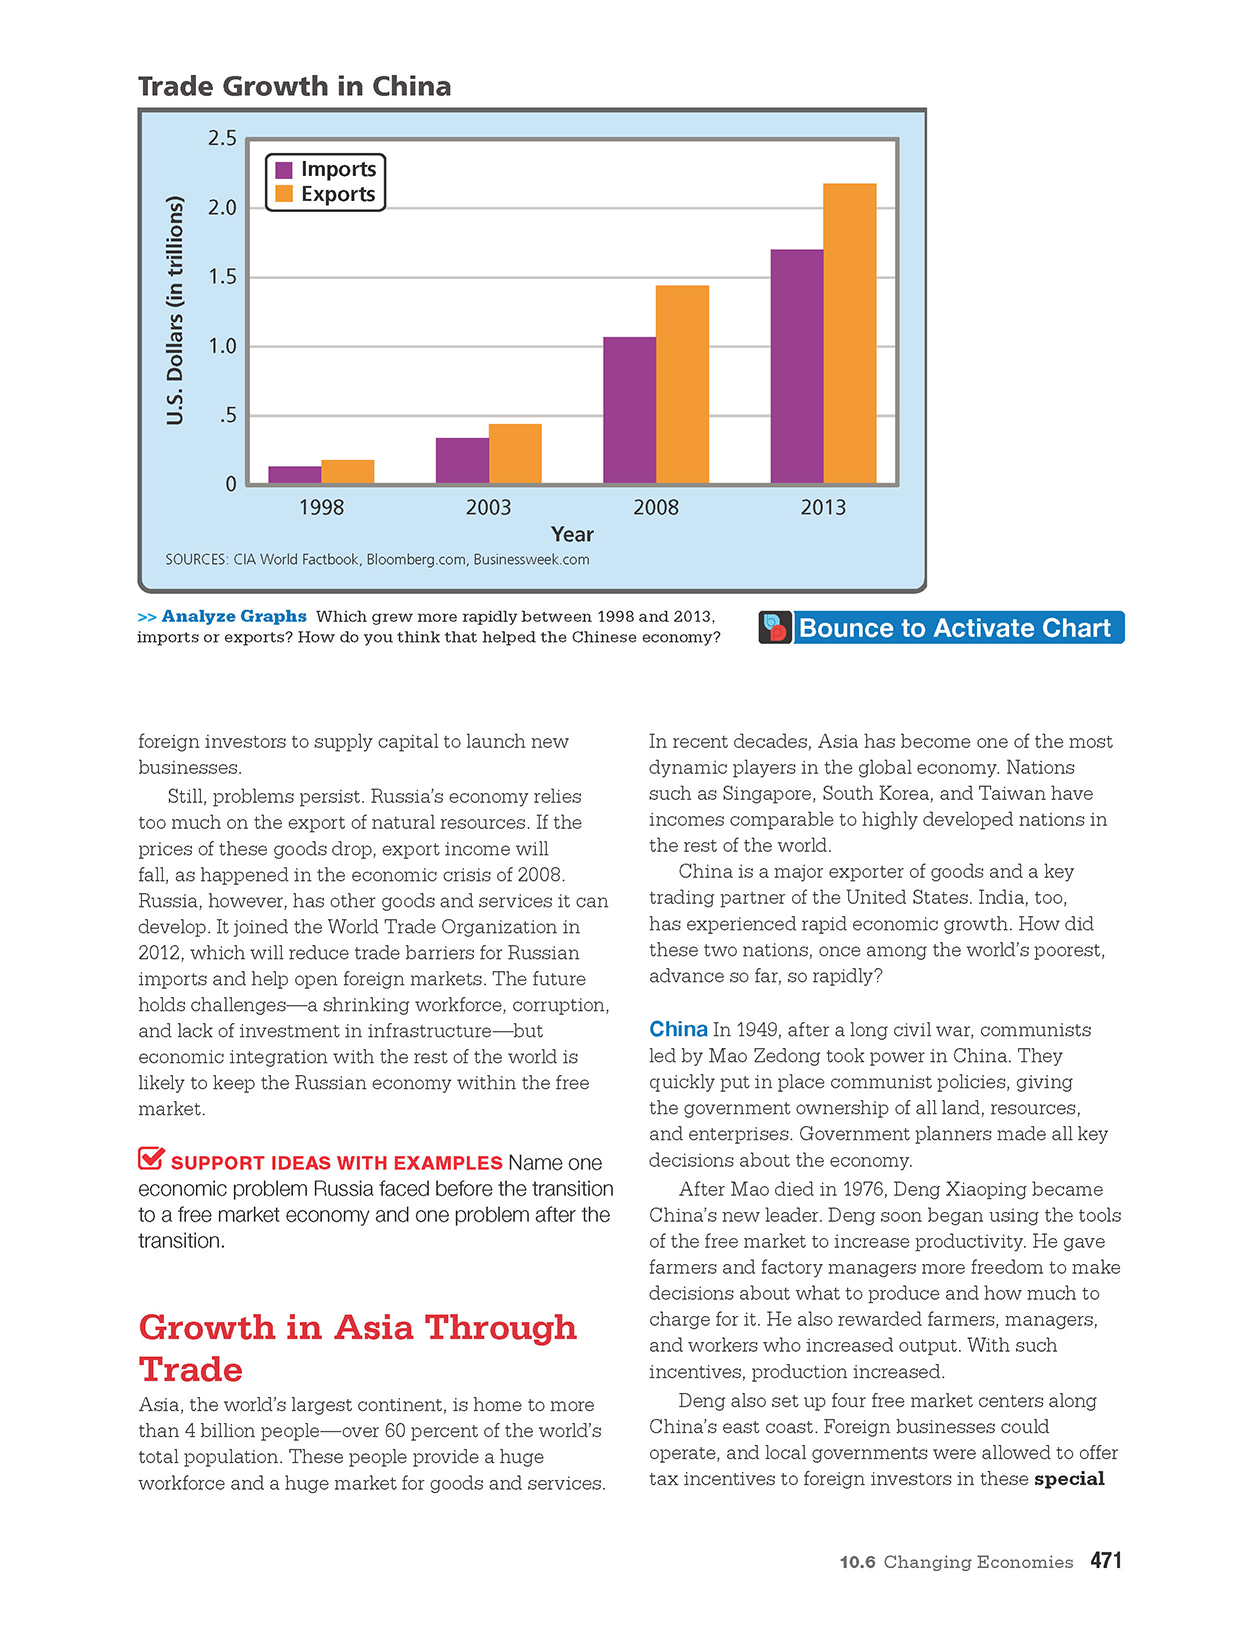 Trade Growth in China
2.5
2.0
1.5
1.0
.5
0
U.S. Dollars (in trillions)
Imports
Exports
1998 2003 2008 2013
Year
SOURCES: CIA World Factbook, Bloomberg.com, Businessweek.com
>> Analyze Graphs Which grew more rapidly between 1998 and 2013,
imports or exports? How do you think that helped the Chinese economy?
Bounce to Activate Chart
foreign investors to supply capital to launch new
businesses.
Still, problems persist. Russia's economy relies
too much on the export of natural resources. If the
prices of these goods drop, export income will
fall, as happened in the economic crisis of 2008.
Russia, however, has other goods and services it can
develop. It joined the World Trade Organization in
2012, which will reduce trade barriers for Russian
imports and help open foreign markets. The future
holds challenges—a shrinking workforce, corruption,
and lack of investment in infrastructure—but
economic integration with the rest of the world is
likely to keep the Russian economy within the free
market.
SUPPORT IDEAS WITH EXAMPLES Name one
economic problem Russia faced before the transition
to a free market economy and one problem after the
transition.
Growth in Asia Through
Trade
Asia, the world's largest continent, is home to more
than 4 billion people—over 60 percent of the world's
total population. These people provide a huge
workforce and a huge market for goods and services.
In recent decades, Asia has become one of the most
dynamic players in the global economy. Nations
such as Singapore, South Korea, and Taiwan have
incomes comparable to highly developed nations in
the rest of the world.
China is a major exporter of goods and a key
trading partner of the United States. India, too,
has experienced rapid economic growth. How did
these two nations, once among the world's poorest,
advance so far, so rapidly?
China In 1949, after a long civil war, communists
led by Mao Zedong took power in China. They
quickly put in place communist policies, giving
the government ownership of all land, resources,
and enterprises. Government planners made all key
decisions about the economy.
After Mao died in 1976, Deng Xiaoping became
China's new leader. Deng soon began using the tools
of the free market to increase productivity. He gave
farmers and factory managers more freedom to make
decisions about what to produce and how much to
charge for it. He also rewarded farmers, managers,
and workers who increased output. With such
incentives, production increased.
Deng also set up four free market centers along
China's east coast. Foreign businesses could
operate, and local governments were allowed to offer
tax incentives to foreign investors in these special
10.6 Changing Economies 471